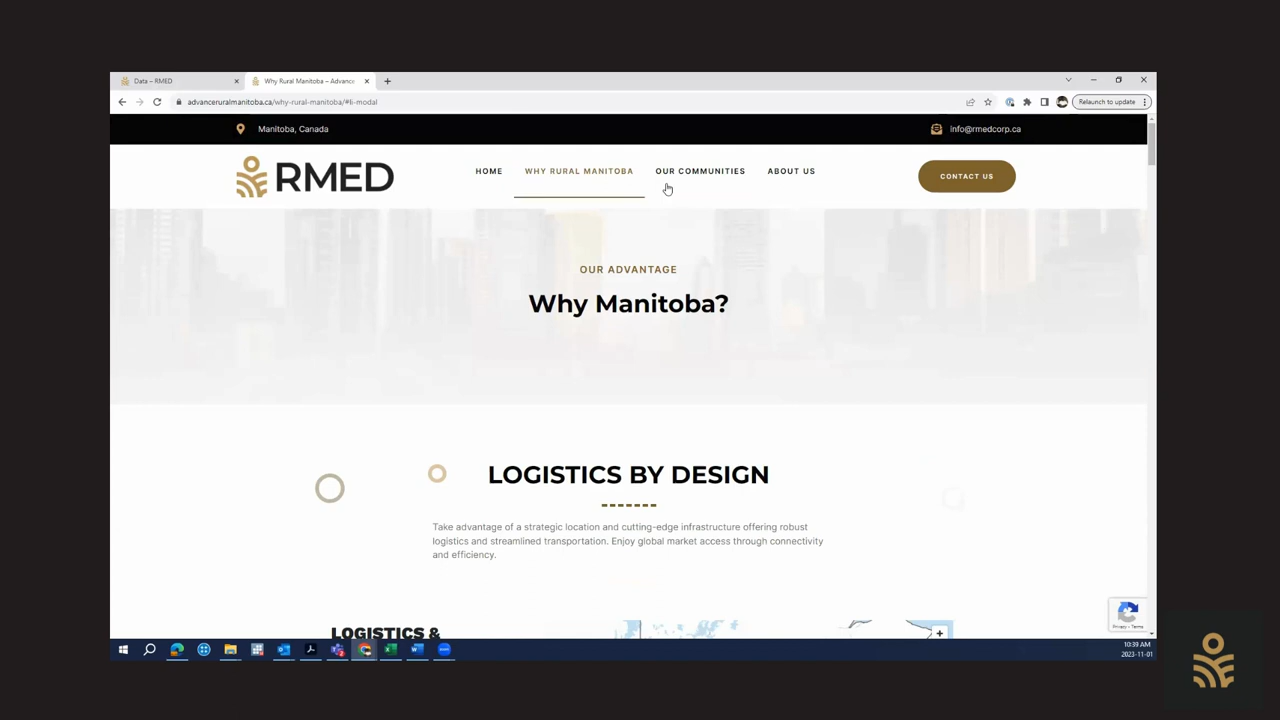 Data – RMED
Why Rural Manitoba – Advance
advanceruralmanitoba.ca/why-rural-manitoba/#li-modal
Relaunch to update
Manitoba, Canada
info@rmedcorp.ca
RMED
HOME
WHY RURAL MANITOBA
OUR COMMUNITIES
ABOUT US
CONTACT US
OUR ADVANTAGE
Why Manitoba?
LOGISTICS BY DESIGN
Take advantage of a strategic location and cutting-edge infrastructure offering robust
logistics and streamlined transportation. Enjoy global market access through connectivity
and efficiency.
LOGISTICS &
Privacy - Terms
10:39 AM
2023-11-01